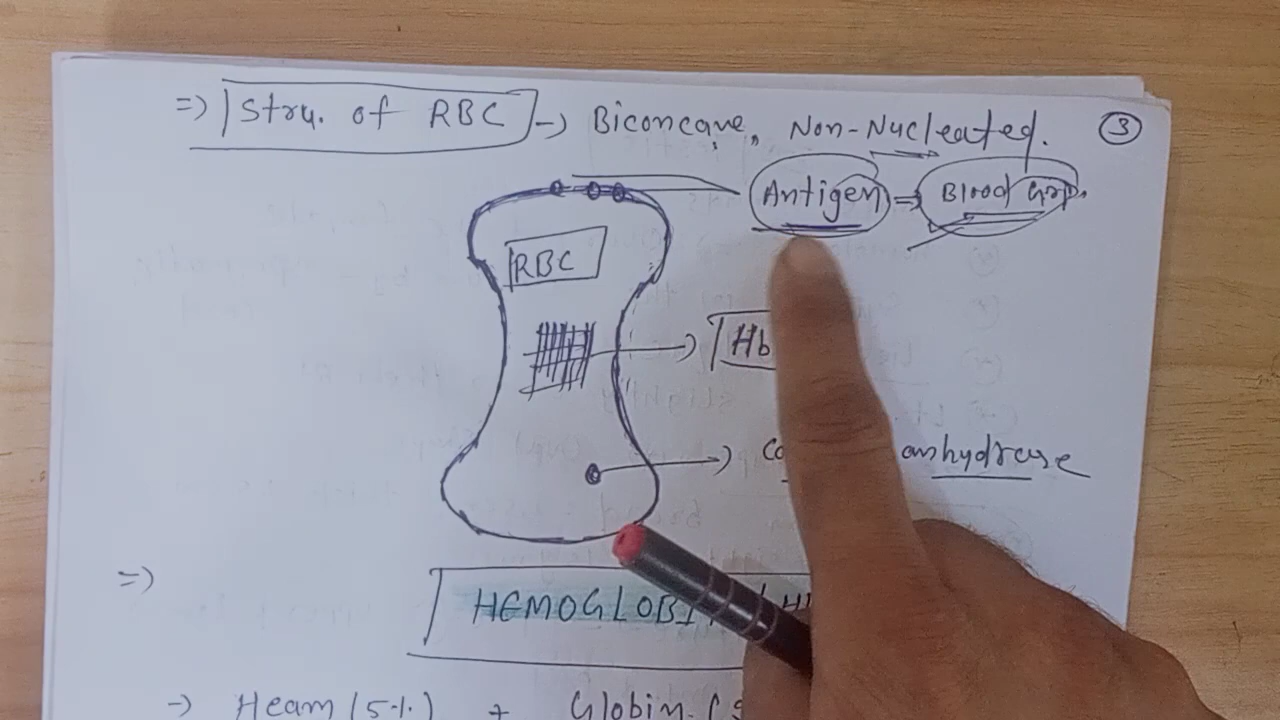 => Stru. of RBC -> Biconcave, Non-Nucleated. 3
Antigen => Blood Grp.
RBC
-> Hb
-> anhydrase
=>
HEMOGLOBI
-> Heam (5%) + Globin (